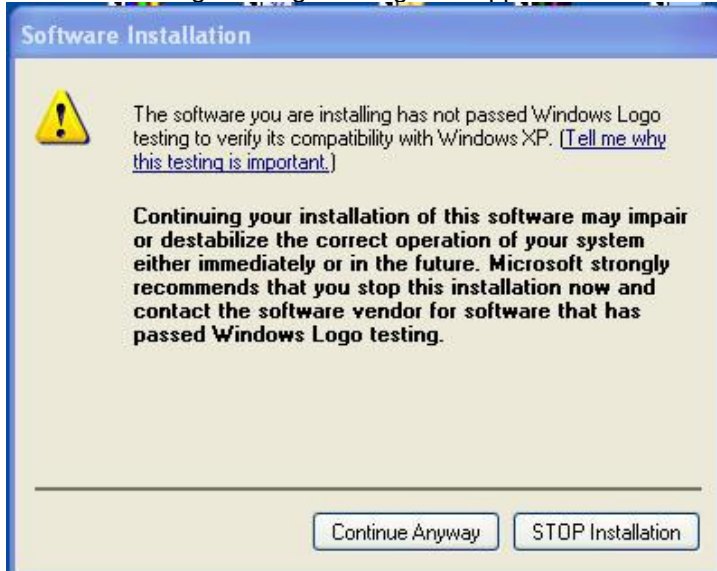 Software Installation
The software you are installing has not passed Windows Logo
testing to verify its compatibility with Windows XP. (Tell me why
this testing is important.)
Continuing your installation of this software may impair
or destabilize the correct operation of your system
either immediately or in the future. Microsoft strongly
recommends that you stop this installation now and
contact the software vendor for software that has
passed Windows Logo testing.
Continue Anyway STOP Installation